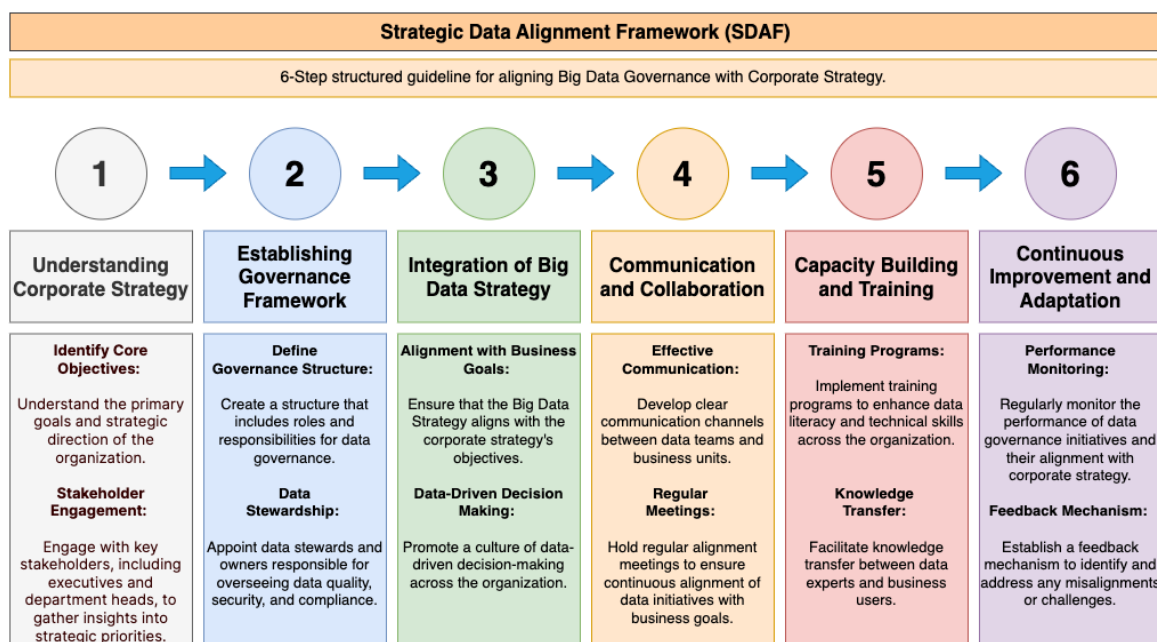 Strategic Data Alignment Framework (SDAF)
6-Step structured guideline for aligning Big Data Governance with Corporate Strategy.
1
2
3
4
5
6
Understanding
Corporate Strategy
Establishing
Governance
Framework
Integration of Big
Data Strategy
Communication
and Collaboration
Capacity Building
and Training
Continuous
Improvement and
Adaptation
Identify Core
Objectives:
Understand the primary
goals and strategic
direction of the
organization.
Stakeholder
Engagement:
Engage with key
stakeholders, including
executives and
department heads, to
gather insights into
strategic priorities.
Define
Governance Structure:
Create a structure that
includes roles and
responsibilities for data
governance.
Data
Stewardship:
Appoint data stewards and
owners responsible for
overseeing data quality,
security, and compliance.
Alignment with Business
Goals:
Ensure that the Big Data
Strategy aligns with the
corporate strategy's
objectives.
Data-Driven Decision
Making:
Promote a culture of data-
driven decision-making
across the organization.
Effective
Communication:
Develop clear
communication channels
between data teams and
business units.
Regular
Meetings:
Hold regular alignment
meetings to ensure
continuous alignment of
data initiatives with
business goals.
Training Programs:
Implement training
programs to enhance data
literacy and technical skills
across the organization.
Knowledge
Transfer:
Facilitate knowledge
transfer between data
experts and business
users.
Performance
Monitoring:
Regularly monitor the
performance of data
governance initiatives and
their alignment with
corporate strategy.
Feedback Mechanism:
Establish a feedback
mechanism to identify and
address any misalignments
or challenges.